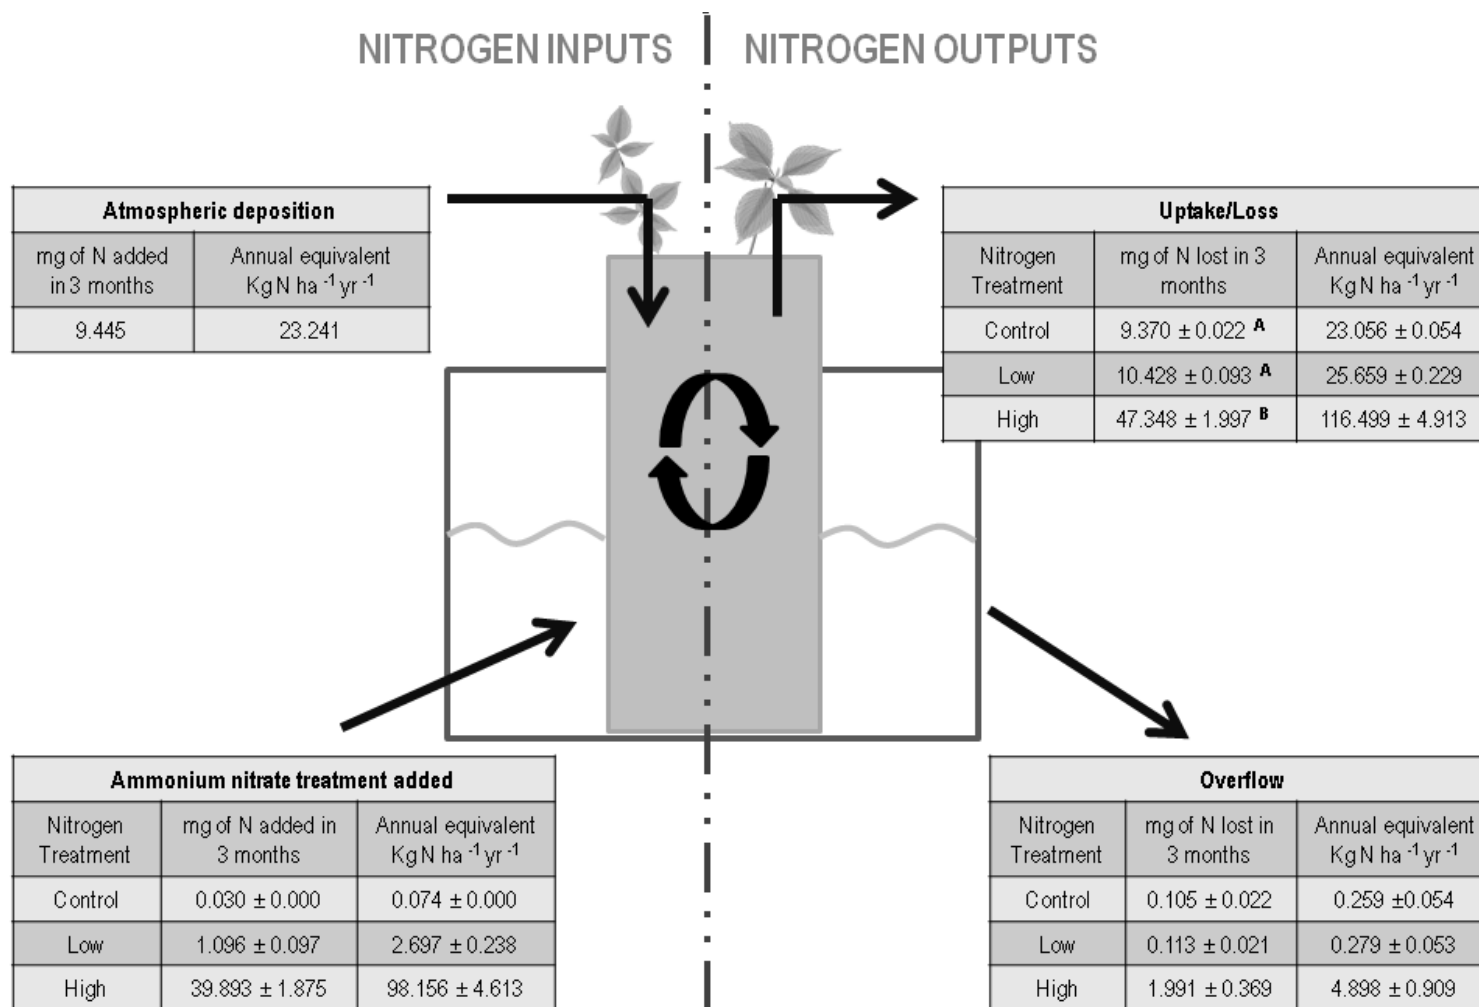 NITROGEN INPUTS
NITROGEN OUTPUTS
Atmospheric deposition
mg of N added in 3 months
Annual equivalent Kg N ha -1 yr -1
9.445
23.241
Uptake/Loss
Nitrogen Treatment
mg of N lost in 3 months
Annual equivalent Kg N ha -1 yr -1
Control
9.370 ± 0.022 A
23.056 ± 0.054
Low
10.428 ± 0.093 A
25.659 ± 0.229
High
47.348 ± 1.997 B
116.499 ± 4.913
Ammonium nitrate treatment added
Nitrogen Treatment
mg of N added in 3 months
Annual equivalent Kg N ha -1 yr -1
Control
0.030 ± 0.000
0.074 ± 0.000
Low
1.096 ± 0.097
2.697 ± 0.238
High
39.893 ± 1.875
98.156 ± 4.613
Overflow
Nitrogen Treatment
mg of N lost in 3 months
Annual equivalent Kg N ha -1 yr -1
Control
0.105 ± 0.022
0.259 ±0.054
Low
0.113 ± 0.021
0.279 ± 0.053
High
1.991 ± 0.369
4.898 ± 0.909